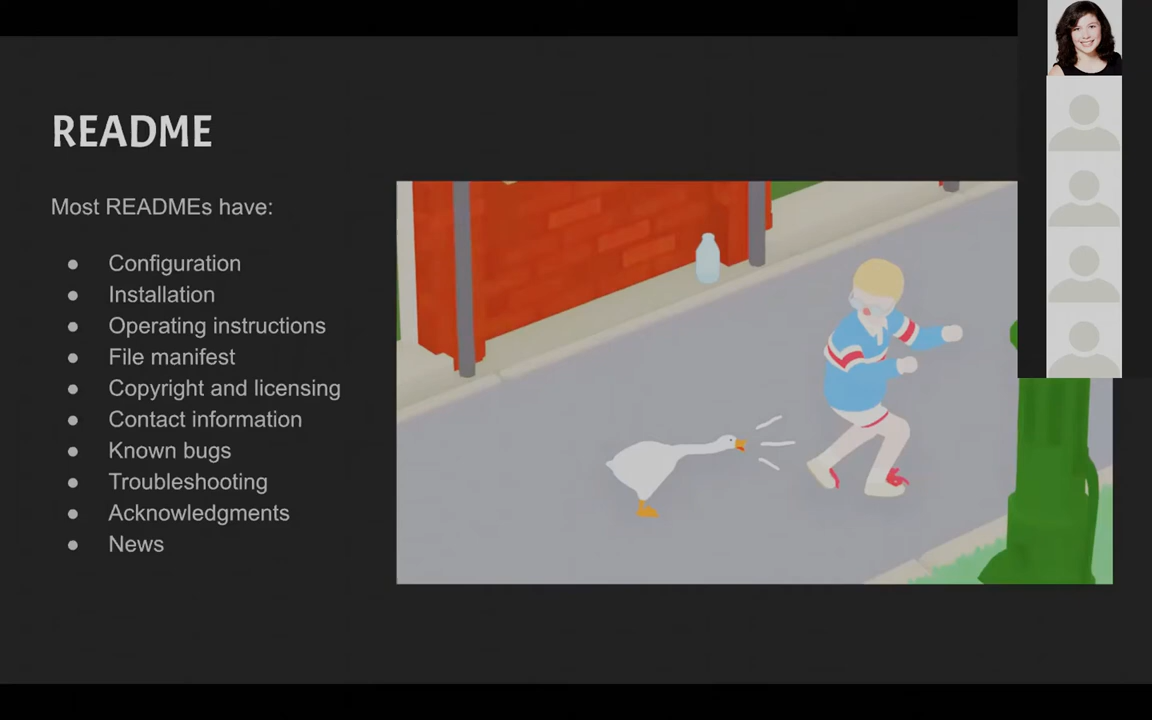 README
Most READMEs have:
● Configuration
● Installation
● Operating instructions
● File manifest
● Copyright and licensing
● Contact information
● Known bugs
● Troubleshooting
● Acknowledgments
● News